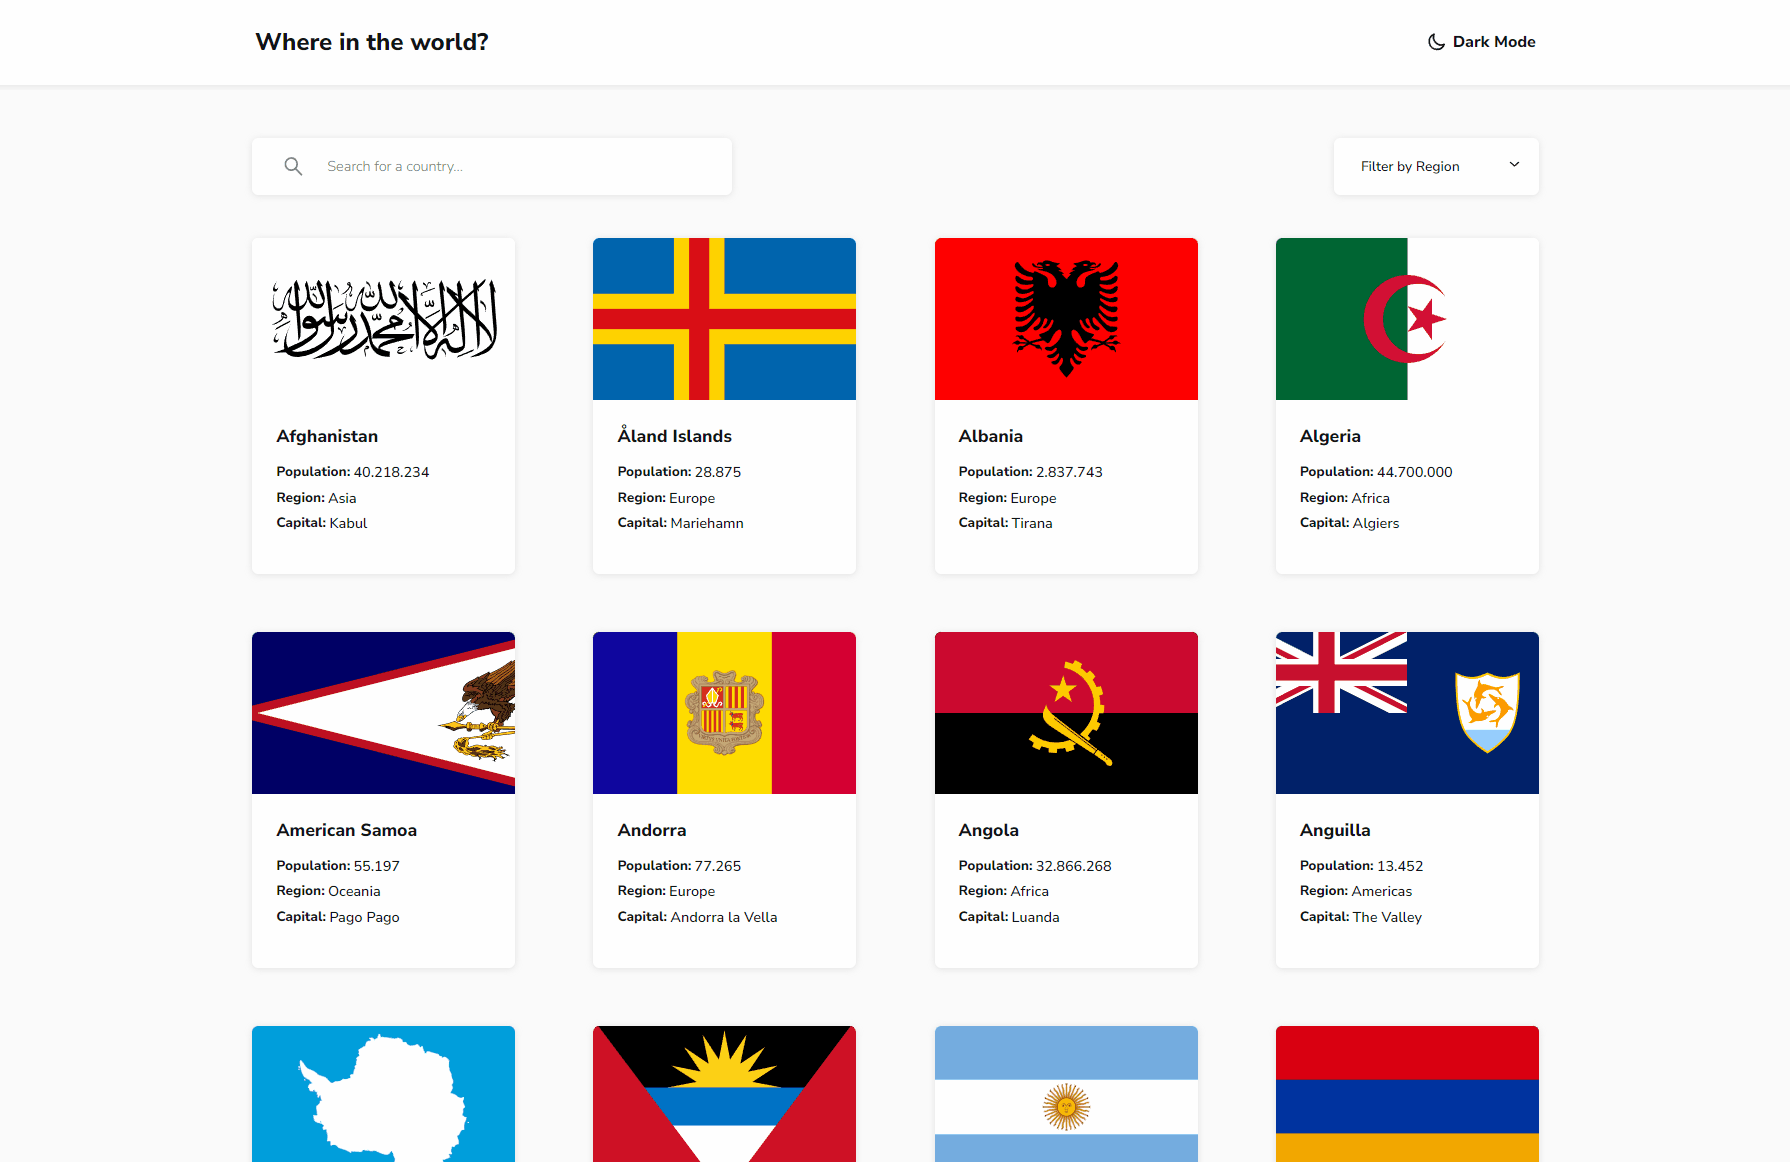 Where in the world?
Dark Mode
Search for a country...
Filter by Region
لا إله إلا الله محمد رسول الله
Afghanistan
Population: 40.218.234
Region: Asia
Capital: Kabul
Åland Islands
Population: 28.875
Region: Europe
Capital: Mariehamn
Albania
Population: 2.837.743
Region: Europe
Capital: Tirana
Algeria
Population: 44.700.000
Region: Africa
Capital: Algiers
American Samoa
Population: 55.197
Region: Oceania
Capital: Pago Pago
Andorra
Population: 77.265
Region: Europe
Capital: Andorra la Vella
Angola
Population: 32.866.268
Region: Africa
Capital: Luanda
Anguilla
Population: 13.452
Region: Americas
Capital: The Valley